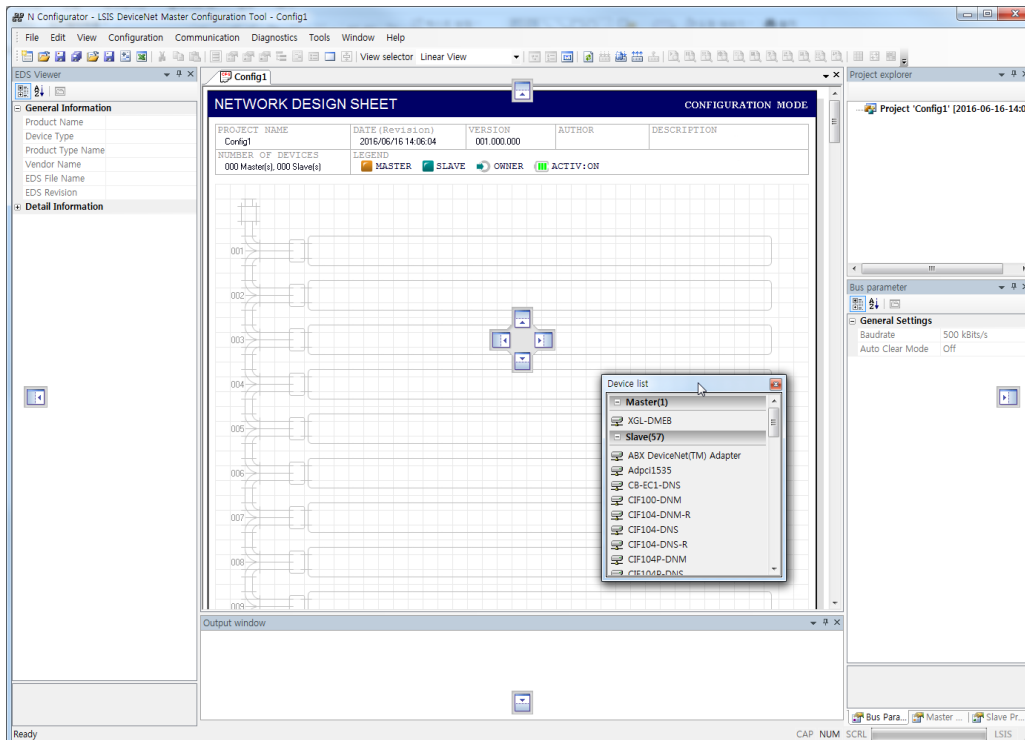 N Configurator - LSIS DeviceNet Master Configuration Tool - Config1
File Edit View Configuration Communication Diagnostics Tools Window Help
View selector Linear View
EDS Viewer
General Information
Product Name
Device Type
Product Type Name
Vendor Name
EDS File Name
EDS Revision
Detail Information
Config1
NETWORK DESIGN SHEET CONFIGURATION MODE
PROJECT NAME DATE(Revision) VERSION AUTHOR DESCRIPTION
Config1 2016/06/16 14:06:04 001.000.000
NUMBER OF DEVICES LEGEND
000 Master(s), 000 Slave(s) MASTER SLAVE OWNER ACTIV:ON
001
002
003
004
005
006
007
008
009
Device list
Master(1)
XGL-DMEB
Slave(57)
ABX DeviceNet(TM) Adapter
Adpci1535
CB-EC1-DNS
CIF100-DNM
CIF104-DNM-R
CIF104-DNS
CIF104-DNS-R
CIF104P-DNM
CIF104P-DNS
Output window
Project explorer
Project 'Config1' [2016-06-16-14:0
Bus parameter
General Settings
Baudrate 500 kBits/s
Auto Clear Mode Off
Bus Para... Master ... Slave Pr...
Ready CAP NUM SCRL LSIS